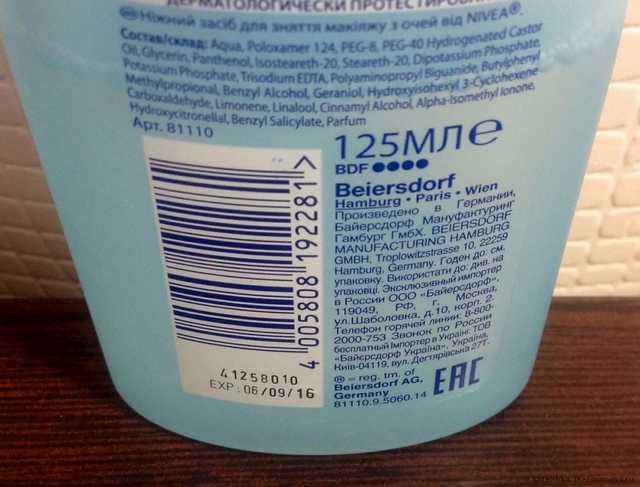 ДЕРМАТОЛОГИЧЕСКИ ПРОТЕСТИРОВАН
Ніжний засіб для зняття макіяжу з очей від NIVEA®.
Состав/склад: Aqua, Poloxamer 124, PEG-8, PEG-40 Hydrogenated Castor
Oil, Glycerin, Panthenol, Isosteareth-20, Steareth-20, Dipotassium Phosphate,
Potassium Phosphate, Trisodium EDTA, Polyaminopropyl Biguanide, Butylphenyl
Methylpropional, Benzyl Alcohol, Geraniol, Hydroxyisohexyl 3-Cyclohexene
Carboxaldehyde, Limonene, Linalool, Cinnamyl Alcohol, Alpha-Isomethyl Ionone,
Hydroxycitronellal, Benzyl Salicylate, Parfum
Арт. 81110
4 005808 192281 >
41258010
EXP: 06/09/16
125МЛ℮
BDF ●●●●
Beiersdorf
Hamburg • Paris • Wien
Произведено в Германии,
Байерсдорф Мануфактуринг
Гамбург ГмбХ. BEIERSDORF
MANUFACTURING HAMBURG
GMBH, Troplowitzstrasse 10, 22259
Hamburg, Germany. Годен до: см.
упаковку. Використати до: див. на
упаковці. Эксклюзивный импортер
в России ООО «Байерсдорф»,
119049, РФ, г. Москва,
ул.Шаболовка, д.10, корп. 2.
Телефон горячей линии: 8-800-
2000-753 Звонок по России
бесплатный Імпортер в Україні: ТОВ
«Байєрсдорф Україна», Україна,
Київ-04119, вул. Дегтярівська 27Т.
® = reg. tm. of
Beiersdorf AG,
Germany
81110.9.5060.14
EAC